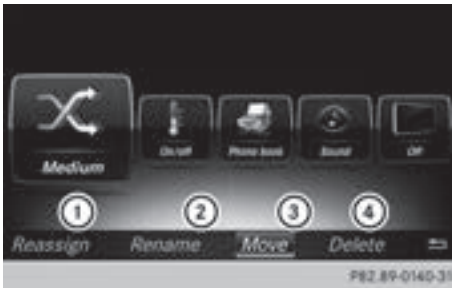 Medium
On/off
Phone book
Sound
Off
1 2 3 4
Reassign Rename Move Delete
P82.89-0140-31